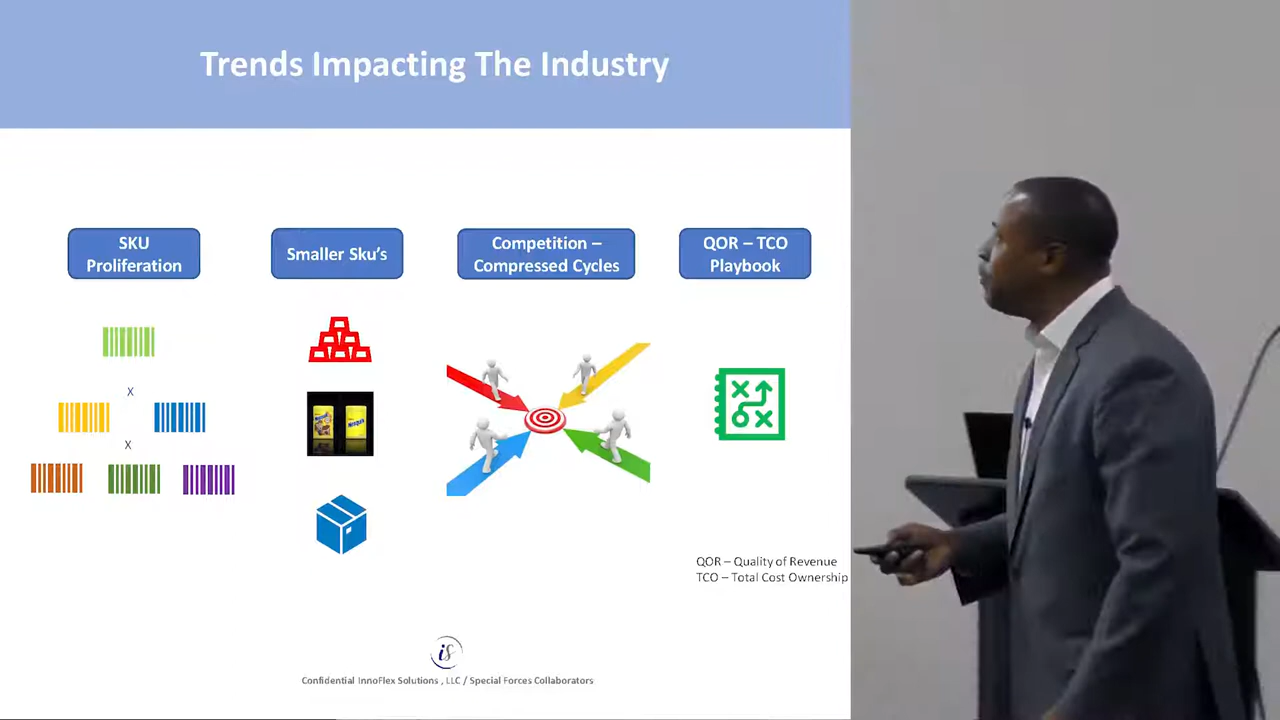 Trends Impacting The Industry
SKU
Proliferation
Smaller Sku's
Competition –
Compressed Cycles
QOR – TCO
Playbook
X
X
QOR – Quality of Revenue
TCO – Total Cost Ownership
iS
Confidential InnoFlex Solutions , LLC / Special Forces Collaborators